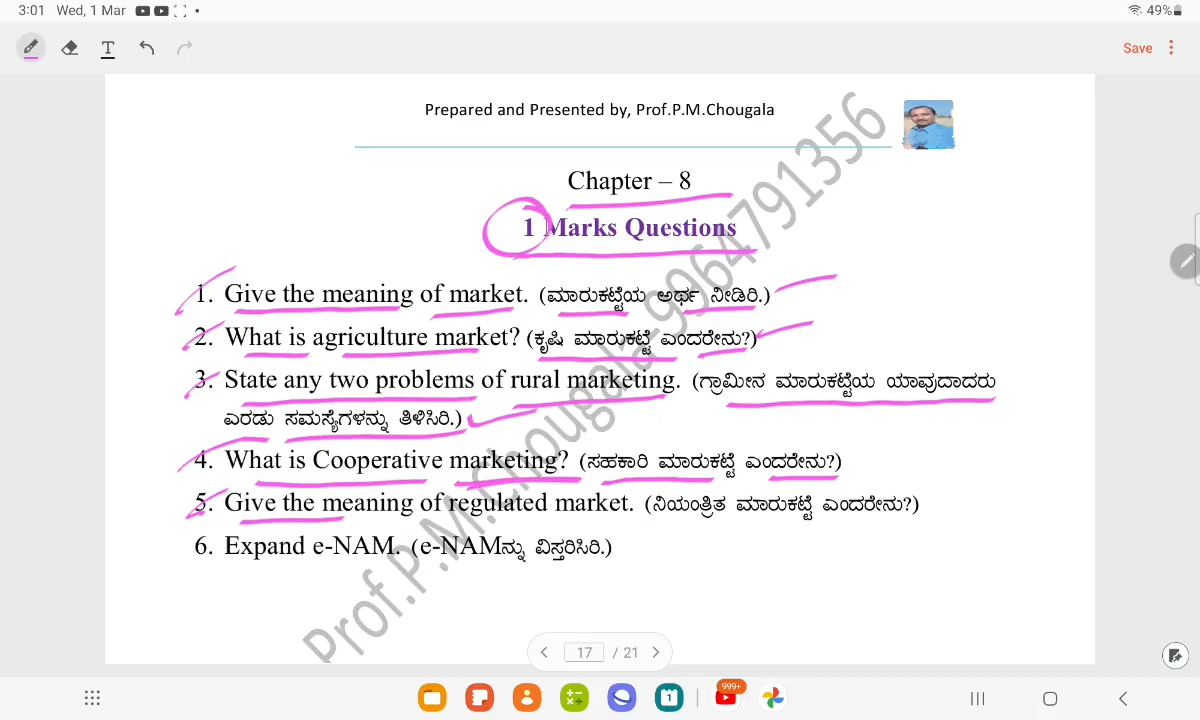 3:01 Wed, 1 Mar
49%
T
Save
Prepared and Presented by, Prof.P.M.Chougala
Chapter – 8
1 Marks Questions
1. Give the meaning of market. (ಮಾರುಕಟ್ಟೆಯ ಅರ್ಥ ನೀಡಿರಿ.)
2. What is agriculture market? (ಕೃಷಿ ಮಾರುಕಟ್ಟೆ ಎಂದರೇನು?)
3. State any two problems of rural marketing. (ಗ್ರಾಮೀನ ಮಾರುಕಟ್ಟೆಯ ಯಾವುದಾದರು
ಎರಡು ಸಮಸ್ಯೆಗಳನ್ನು ತಿಳಿಸಿರಿ.)
4. What is Cooperative marketing? (ಸಹಕಾರಿ ಮಾರುಕಟ್ಟೆ ಎಂದರೇನು?)
5. Give the meaning of regulated market. (ನಿಯಂತ್ರಿತ ಮಾರುಕಟ್ಟೆ ಎಂದರೇನು?)
6. Expand e-NAM. (e-NAMನ್ನು ವಿಸ್ತರಿಸಿರಿ.)
Prof.P.M.Chougala-9964791356
17 / 21
1
999+